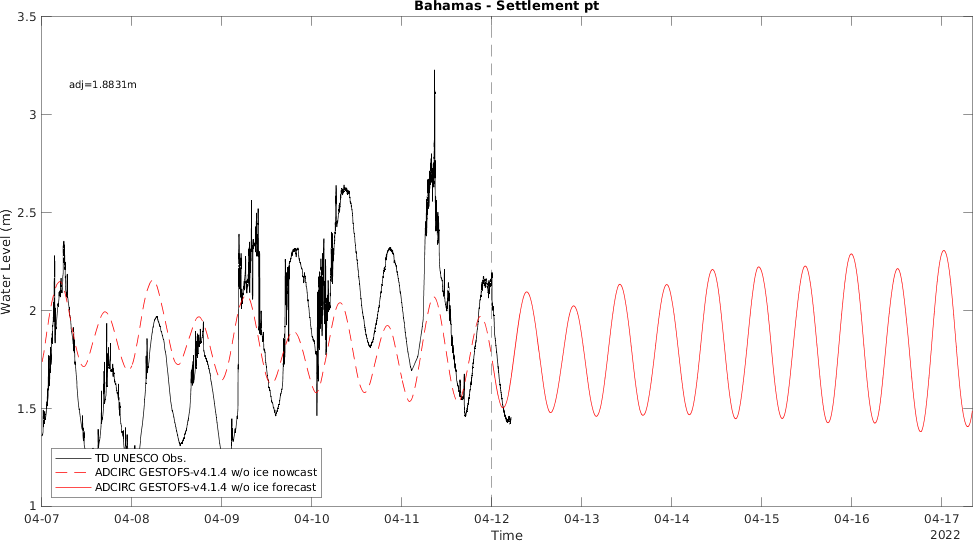 Bahamas - Settlement pt
3.5
adj=1.8831m
3
2.5
Water Level (m)
2
1.5
TD UNESCO Obs.
ADCIRC GESTOFS-v4.1.4 w/o ice nowcast
ADCIRC GESTOFS-v4.1.4 w/o ice forecast
1
04-07 04-08 04-09 04-10 04-11 04-12 04-13 04-14 04-15 04-16 04-17
Time 2022